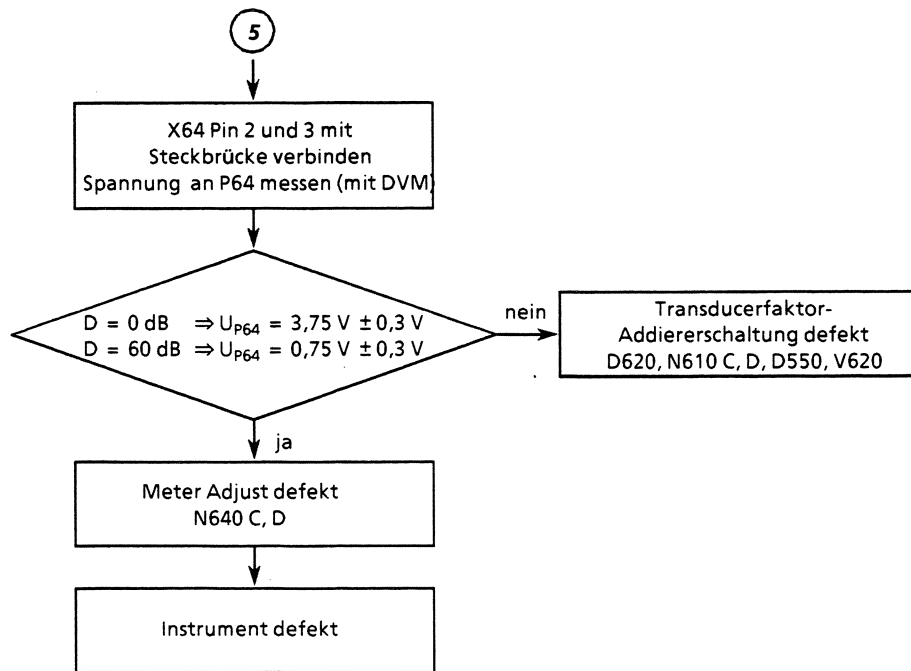 5
X64 Pin 2 und 3 mit
Steckbrücke verbinden
Spannung an P64 messen (mit DVM)
D = 0 dB ⇒ UP64 = 3,75 V ± 0,3 V
D = 60 dB ⇒ UP64 = 0,75 V ± 0,3 V
nein
Transducerfaktor-
Addiererschaltung defekt
D620, N610 C, D, D550, V620
ja
Meter Adjust defekt
N640 C, D
Instrument defekt